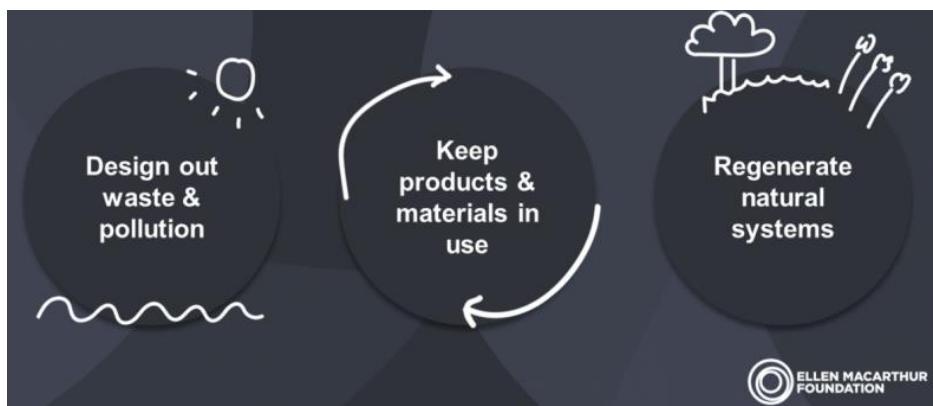 Design out
waste &
pollution
Keep
products &
materials in
use
Regenerate
natural
systems
ELLEN MACARTHUR
FOUNDATION